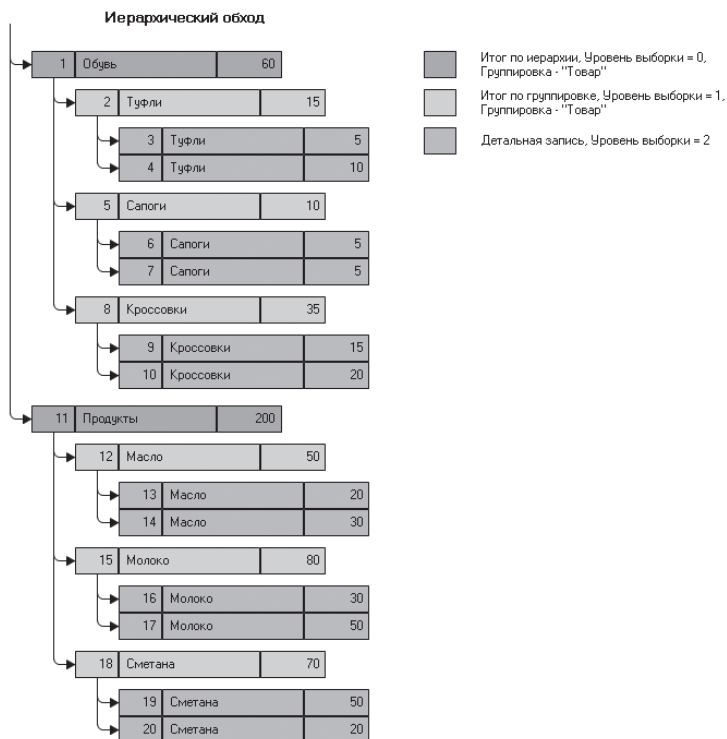 Иерархический обход
1 Обувь 60
2 Туфли 15
3 Туфли 5
4 Туфли 10
5 Сапоги 10
6 Сапоги 5
7 Сапоги 5
8 Кроссовки 35
9 Кроссовки 15
10 Кроссовки 20
11 Продукты 200
12 Масло 50
13 Масло 20
14 Масло 30
15 Молоко 80
16 Молоко 30
17 Молоко 50
18 Сметана 70
19 Сметана 50
20 Сметана 20
Итог по иерархии, Уровень выборки = 0,
Группировка - "Товар"
Итог по группировке, Уровень выборки = 1,
Группировка - "Товар"
Детальная запись, Уровень выборки = 2